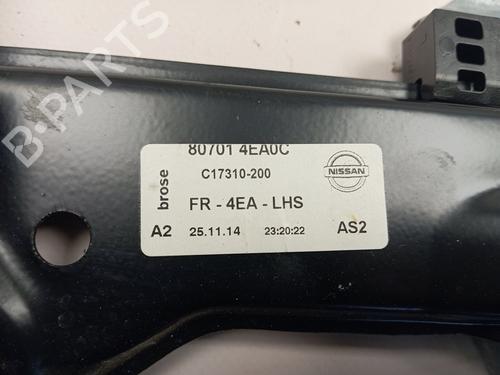 B-PARTS
80701 4EA0C
brose
C17310-200
NISSAN
FR - 4EA - LHS
A2 25.11.14 23:20:22 AS2